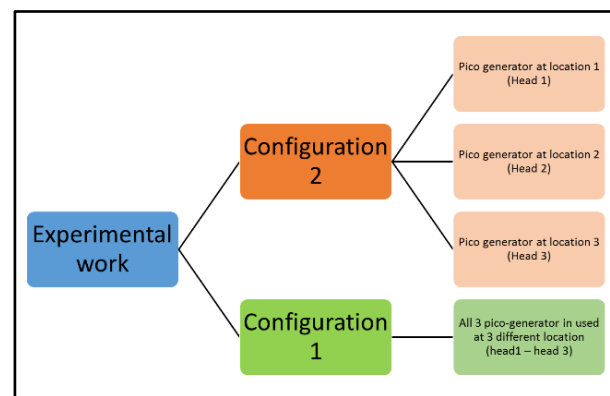 Experimental
work
Configuration
2
Pico generator at location 1
(Head 1)
Pico generator at location 2
(Head 2)
Pico generator at location 3
(Head 3)
Configuration
1
All 3 pico-generator in used
at 3 different location
(head1 – head 3)